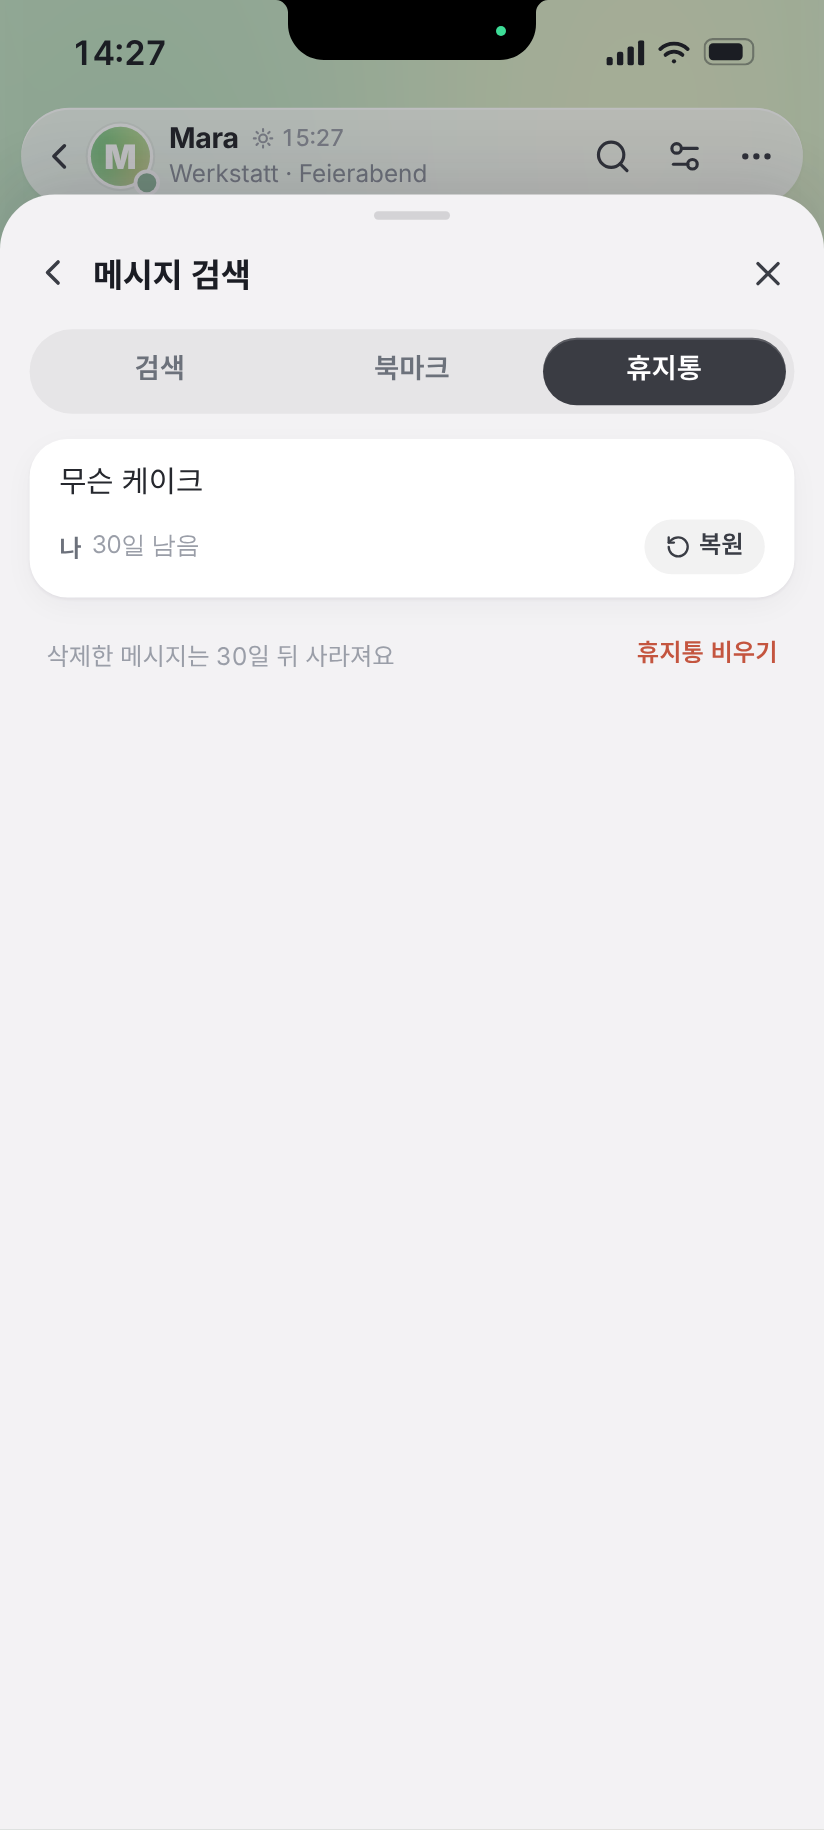 14:27
M
Mara 15:27
Werkstatt · Feierabend
메시지 검색
검색 북마크 휴지통
무슨 케이크
나 30일 남음 복원
삭제한 메시지는 30일 뒤 사라져요 휴지통 비우기